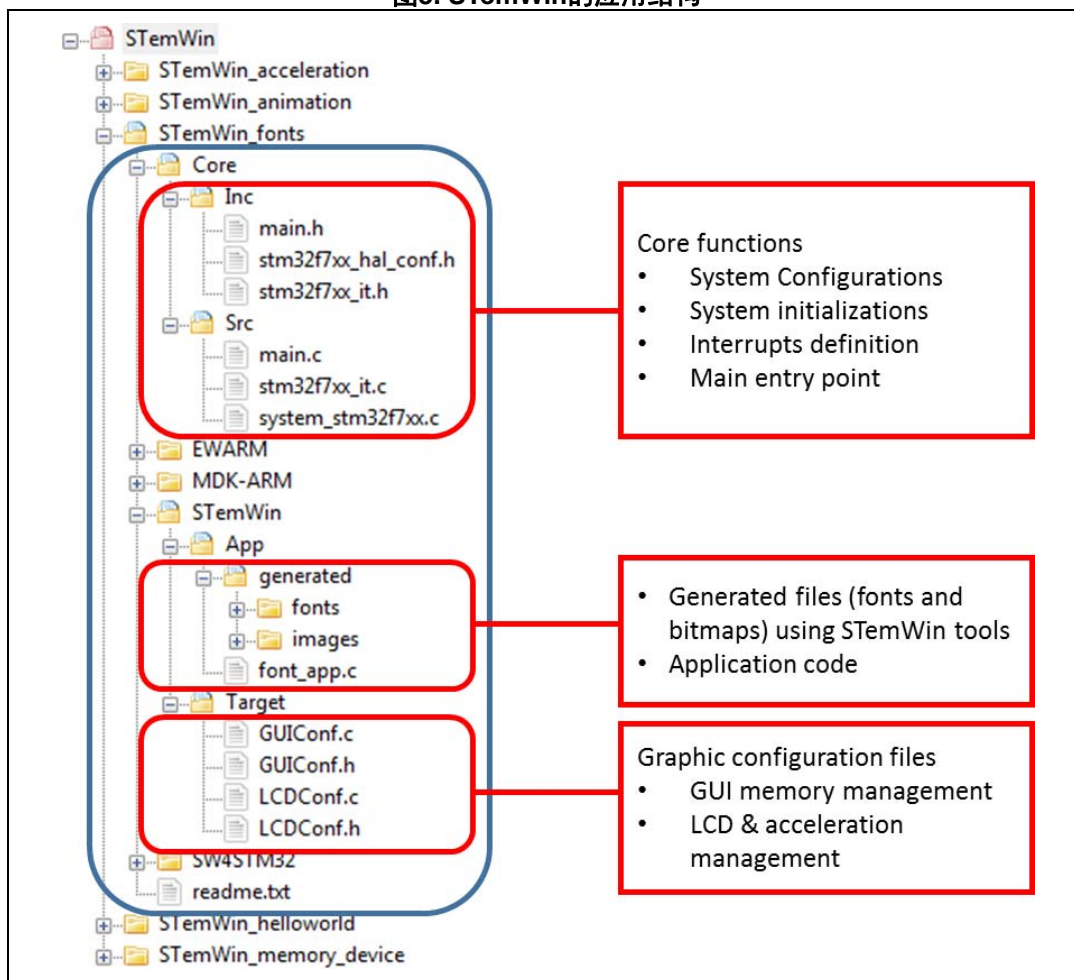 STemWin
STemWin_acceleration
STemWin_animation
STemWin_fonts
Core
Inc
main.h
stm32f7xx_hal_conf.h
stm32f7xx_it.h
Src
main.c
stm32f7xx_it.c
system_stm32f7xx.c
EWARM
MDK-ARM
STemWin
App
generated
fonts
images
font_app.c
Target
GUIConf.c
GUIConf.h
LCDConf.c
LCDConf.h
SW4STM32
readme.txt
STemWin_helloworld
STemWin_memory_device
Core functions
• System Configurations
• System initializations
• Interrupts definition
• Main entry point
• Generated files (fonts and
bitmaps) using STemWin tools
• Application code
Graphic configuration files
• GUI memory management
• LCD & acceleration
management